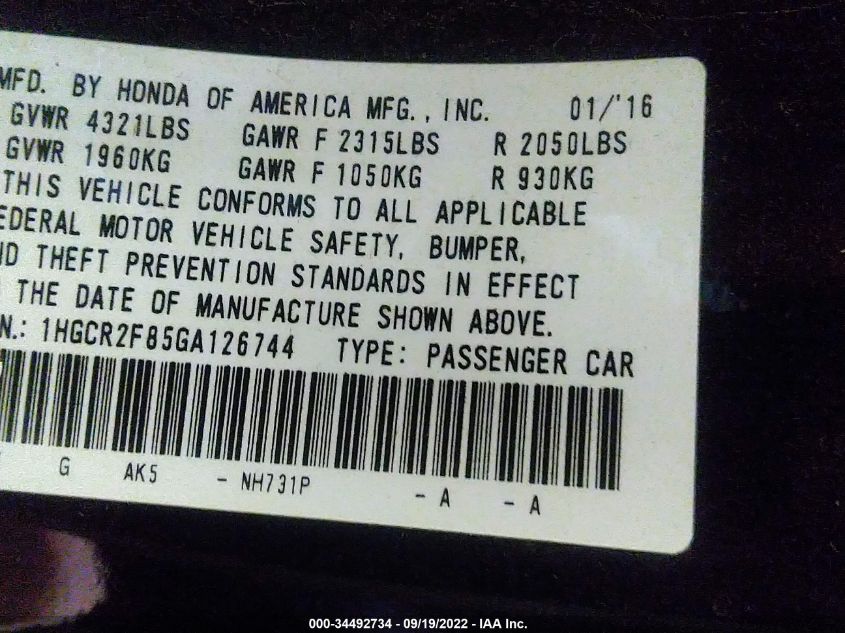 MFD. BY HONDA OF AMERICA MFG., INC. 01/'16
GVWR 4321LBS GAWR F 2315LBS R 2050LBS
GVWR 1960KG GAWR F 1050KG R 930KG
THIS VEHICLE CONFORMS TO ALL APPLICABLE
EDERAL MOTOR VEHICLE SAFETY, BUMPER,
ND THEFT PREVENTION STANDARDS IN EFFECT
THE DATE OF MANUFACTURE SHOWN ABOVE.
N.: 1HGCR2F85GA126744 TYPE: PASSENGER CAR
G AK5 - NH731P - A - A
000-34492734 - 09/19/2022 - IAA Inc.